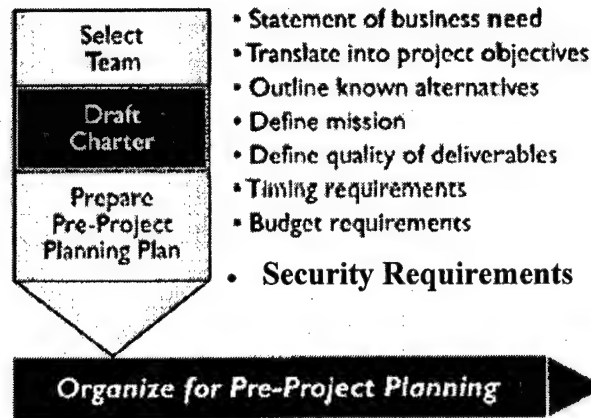 Select
Team
Draft
Charter
Prepare
Pre-Project
Planning Plan
• Statement of business need
• Translate into project objectives
• Outline known alternatives
• Define mission
• Define quality of deliverables
• Timing requirements
• Budget requirements
• Security Requirements
Organize for Pre-Project Planning